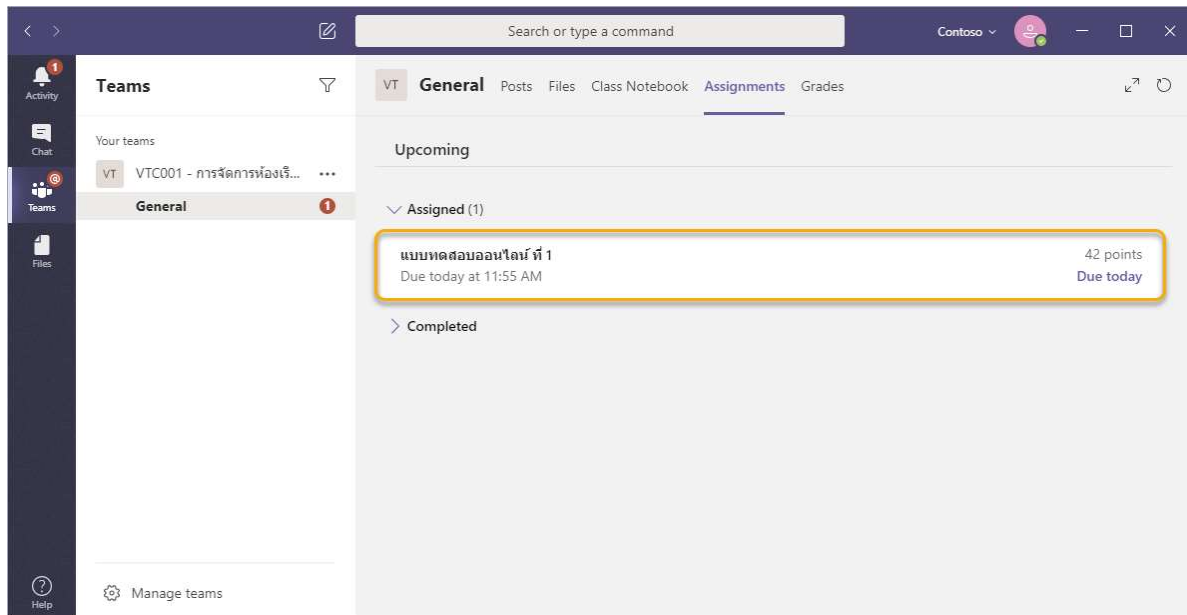 Search or type a command
Contoso
1
Activity
Chat
@
Teams
Files
Help
Teams
Your teams
VT VTC001 - การจัดการห้องเรี... ...
General 1
Manage teams
VT General Posts Files Class Notebook Assignments Grades
Upcoming
Assigned (1)
แบบทดสอบออนไลน์ ที่ 1 42 points
Due today at 11:55 AM Due today
Completed